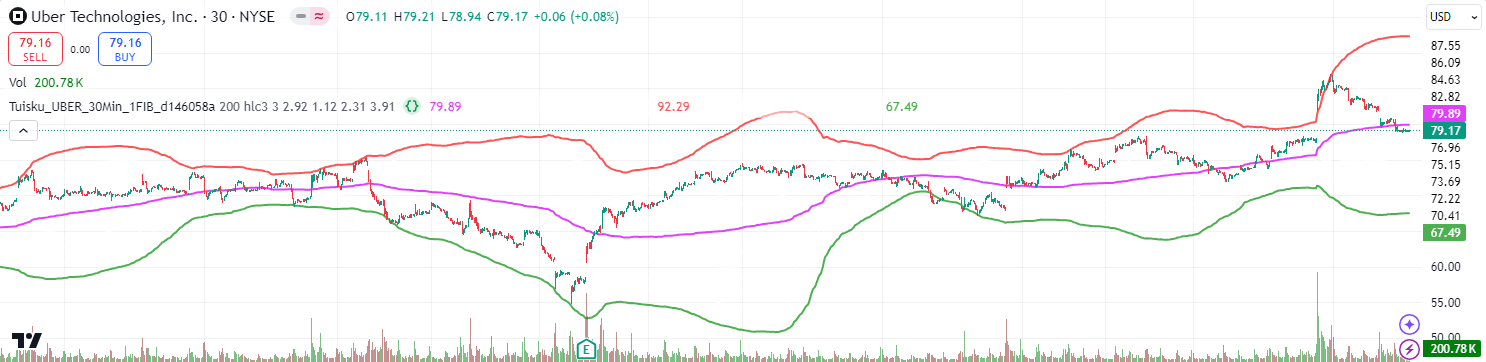 Uber Technologies, Inc. · 30 · NYSE O79.11 H79.21 L78.94 C79.17 +0.06 (+0.08%)
USD
79.16 SELL
0.00
79.16 BUY
Vol 200.78 K
Tuisku_UBER_30Min_1FIB_d146058a 200 hlc3 3 2.92 1.12 2.31 3.91 {} 79.89 92.29 67.49
87.55
86.09
84.63
82.82
79.89
79.17
76.96
75.15
73.69
72.22
70.41
67.49
60.00
55.00
50.00
200.78 K
E